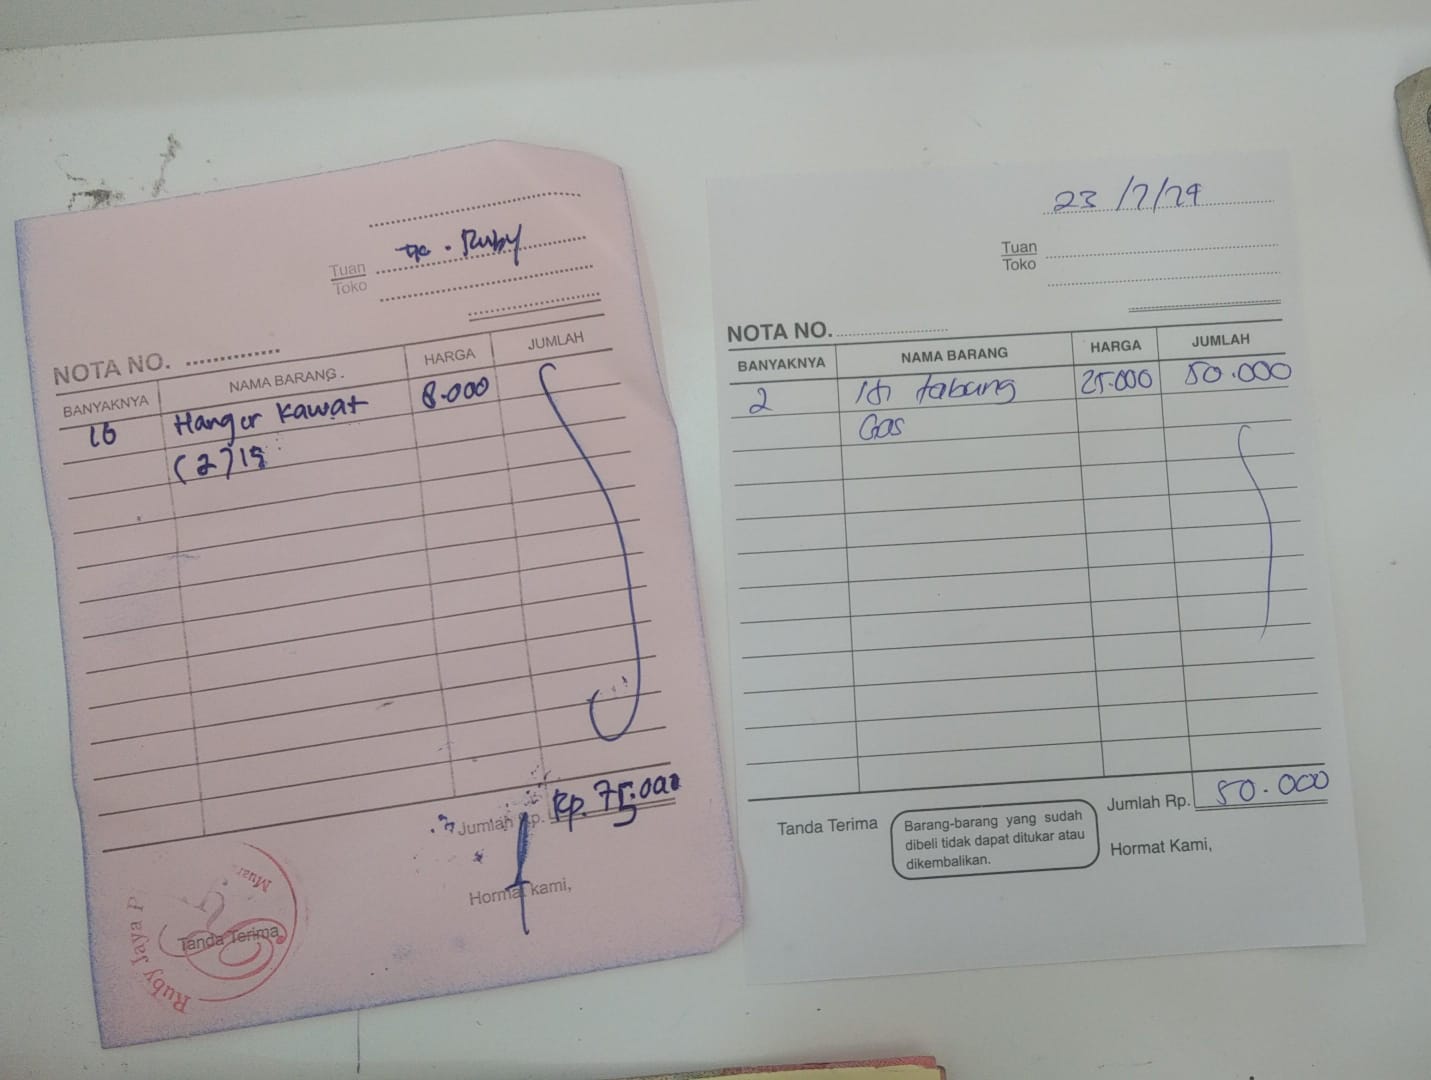 Ruby
Tuan
Toko
NOTA NO.
BANYAKNYA NAMA BARANG. HARGA JUMLAH
16 Hanger Kawat 8.000
(2)
Jumlah Rp. Rp. 75.000
Hormat kami,
Tanda Terima
Ruby Jaya P
Muar
23 /7/24
Tuan
Toko
NOTA NO.
BANYAKNYA NAMA BARANG HARGA JUMLAH
2 Isi tabung 25.000 50.000
Gas
Jumlah Rp. 50.000
Tanda Terima
Barang-barang yang sudah
dibeli tidak dapat ditukar atau
dikembalikan.
Hormat Kami,